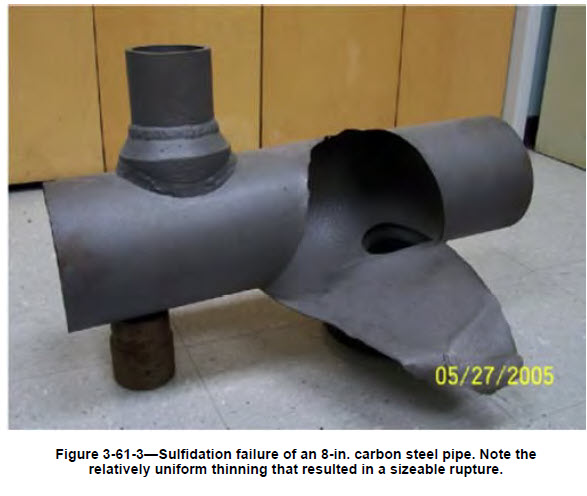 05/27/2005
Figure 3-61-3—Sulfidation failure of an 8-in. carbon steel pipe. Note the
relatively uniform thinning that resulted in a sizeable rupture.